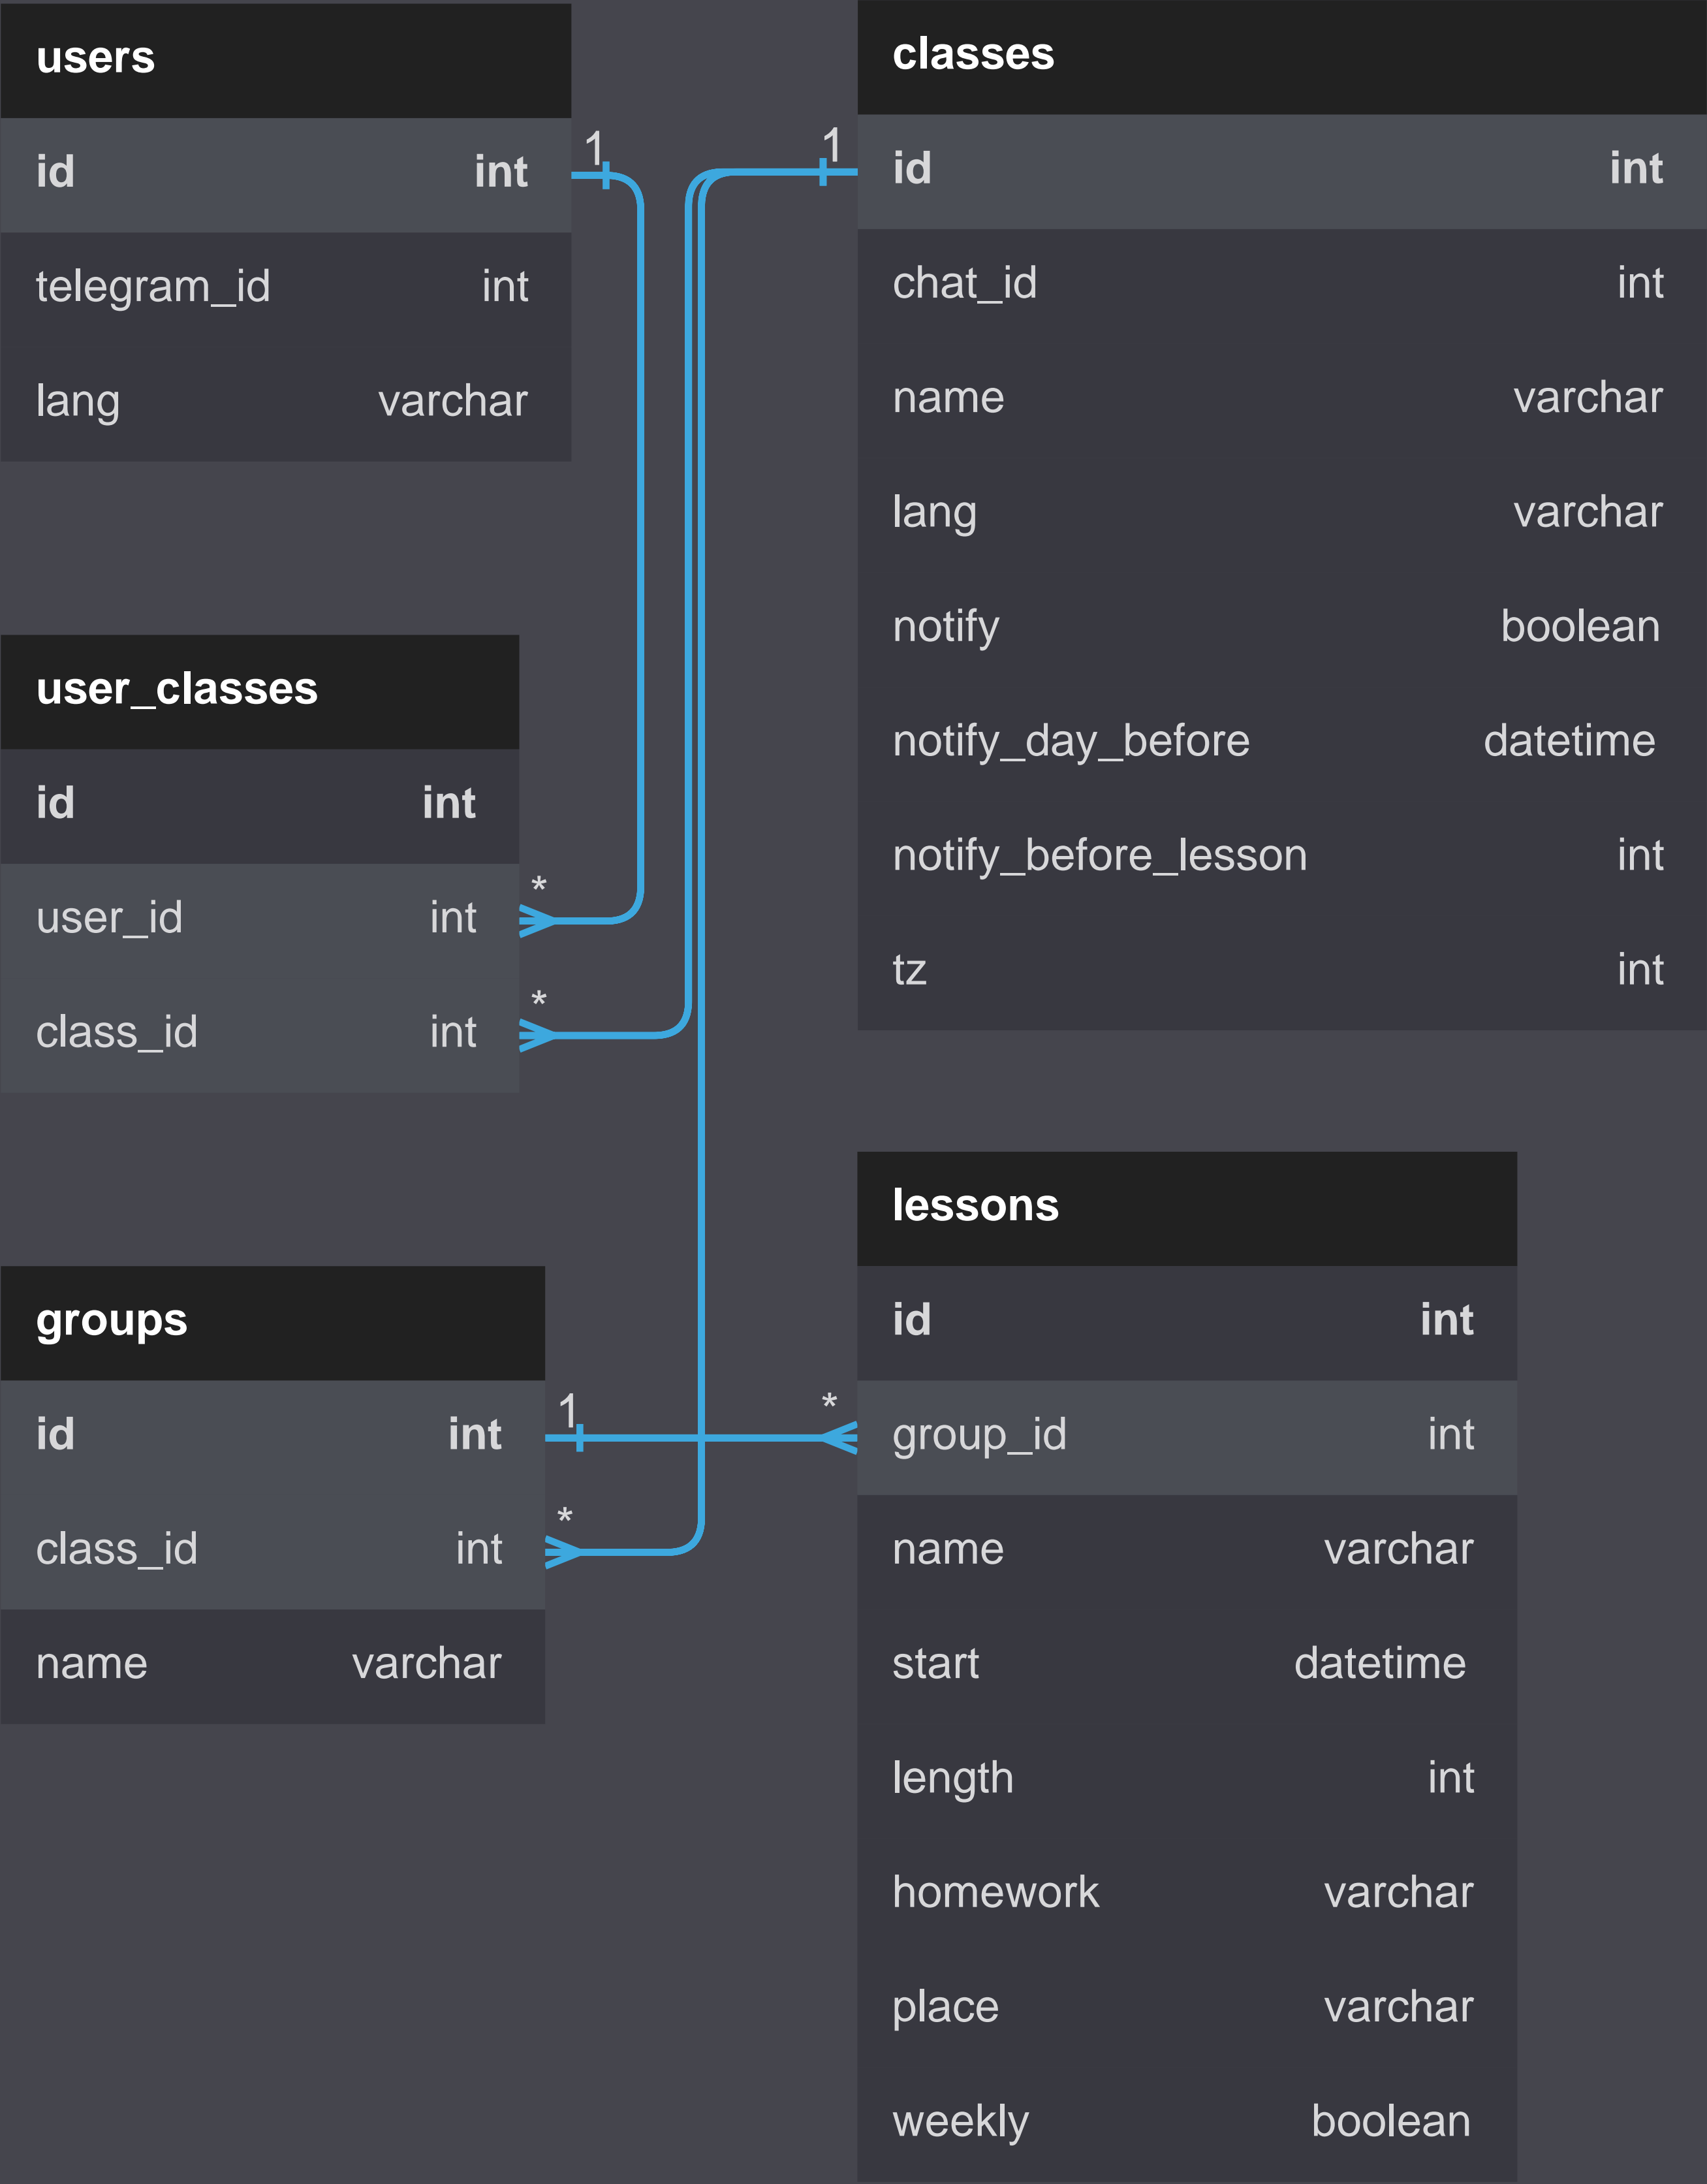 users
id int
telegram_id int
lang varchar
1
user_classes
id int
user_id int
*
class_id int
*
groups
id int
1
class_id int
*
name varchar
classes
1
id int
chat_id int
name varchar
lang varchar
notify boolean
notify_day_before datetime
notify_before_lesson int
tz int
lessons
id int
*
group_id int
name varchar
start datetime
length int
homework varchar
place varchar
weekly boolean